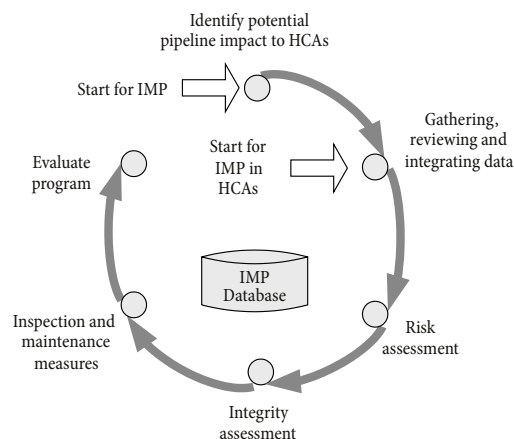 Identify potential
pipeline impact to HCAs
Start for IMP
Gathering,
reviewing and
integrating data
Start for
IMP in
HCAs
Evaluate
program
IMP
Database
Inspection and
maintenance
measures
Risk
assessment
Integrity
assessment